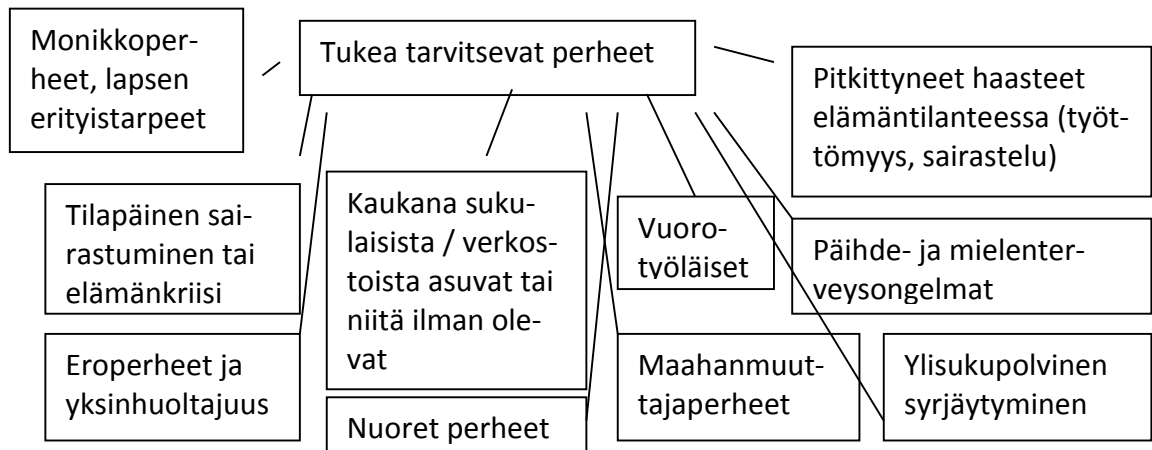 Monikkoper-
heet, lapsen
erityistarpeet
Tukea tarvitsevat perheet
Pitkittyneet haasteet
elämäntilanteessa (työt-
tömyys, sairastelu)
Tilapäinen sai-
rastuminen tai
elämänkriisi
Kaukana suku-
laisista / verkos-
toista asuvat tai
niitä ilman ole-
vat
Vuoro-
työläiset
Päihde- ja mielenter-
veysongelmat
Eroperheet ja
yksinhuoltajuus
Nuoret perheet
Maahanmuut-
tajaperheet
Ylisukupolvinen
syrjäytyminen